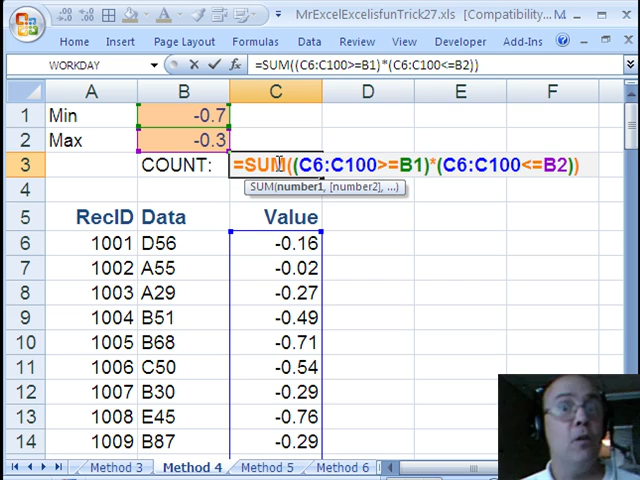 MrExcelExcelisfunTrick27.xls [Compatibility M...
Home Insert Page Layout Formulas Data Review View Developer Add-Ins
WORKDAY =SUM((C6:C100>=B1)*(C6:C100<=B2))
A B C D E F
1 Min -0.7
2 Max -0.3
3 COUNT: =SUM((C6:C100>=B1)*(C6:C100<=B2))
4 SUM(number1, [number2], ...)
5 RecID Data Value
6 1001 D56 -0.16
7 1002 A55 -0.02
8 1003 A29 -0.27
9 1004 B51 -0.49
10 1005 B68 -0.71
11 1006 C50 -0.54
12 1007 B30 -0.29
13 1008 E45 -0.76
14 1009 B87 -0.29
Method 3 Method 4 Method 5 Method 6